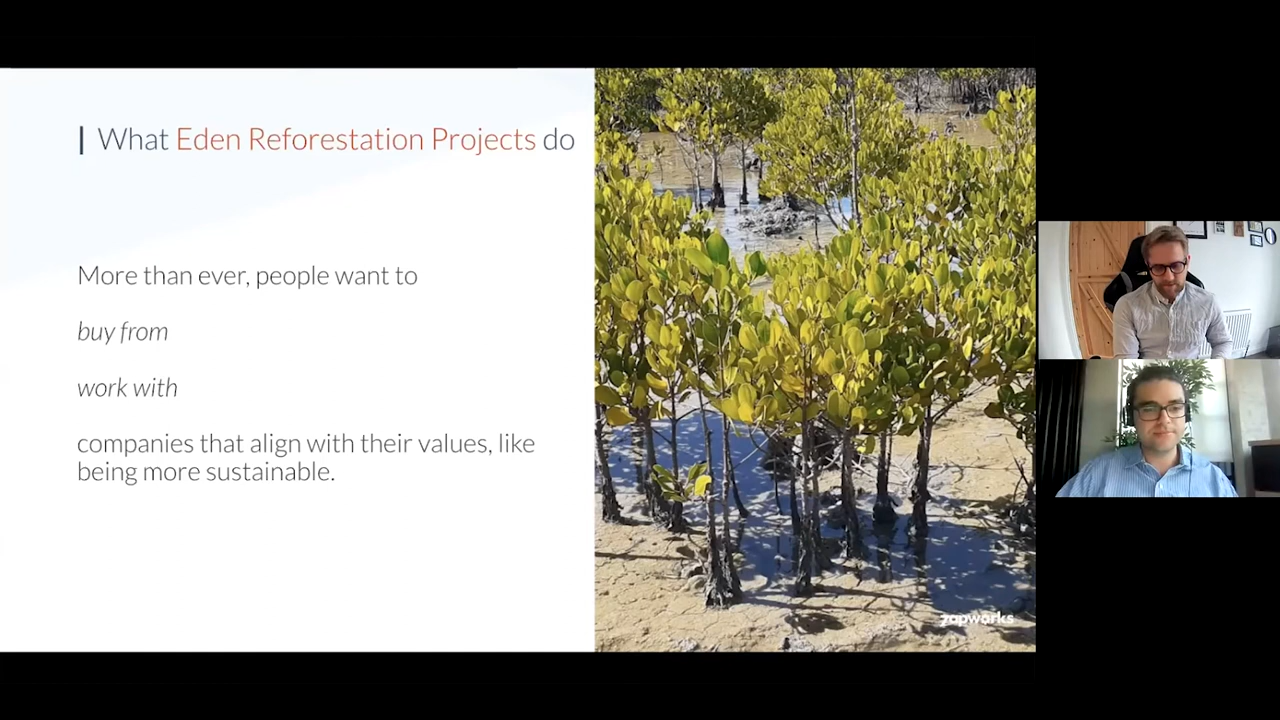 What Eden Reforestation Projects do
More than ever, people want to
buy from
work with
companies that align with their values, like
being more sustainable.
zapworks